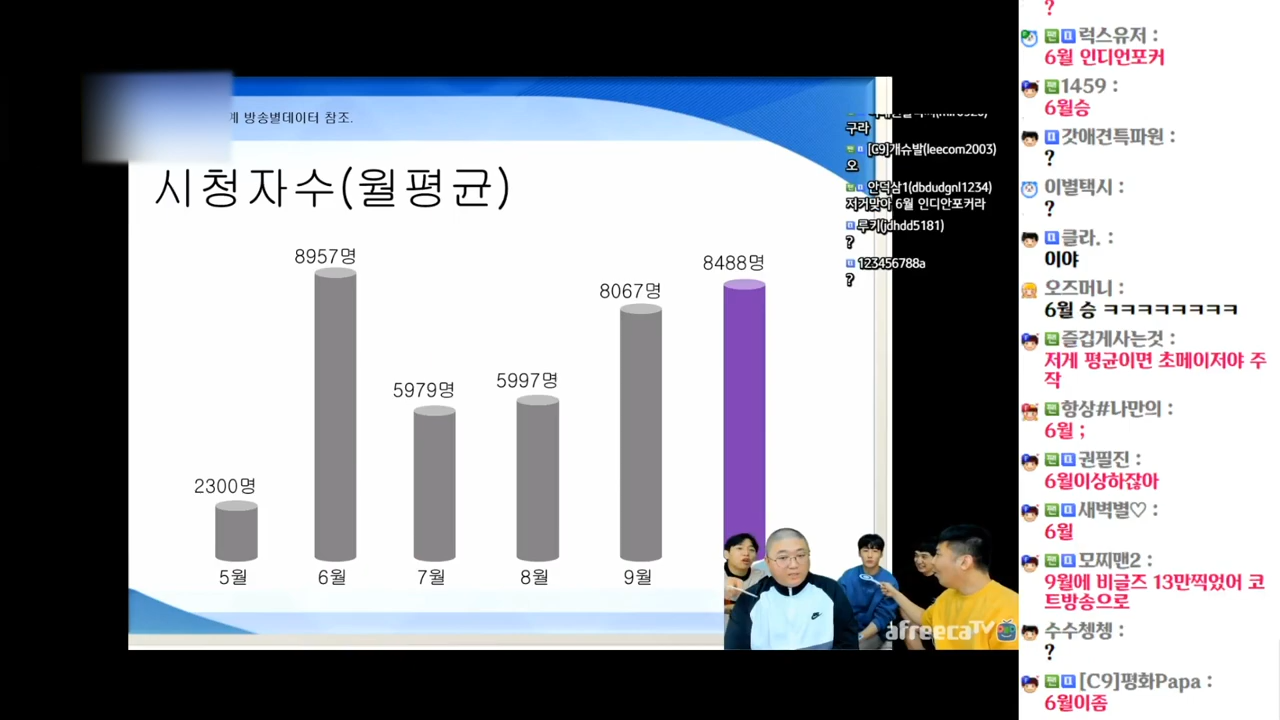 방송별데이터 참조.
시청자수(월평균)
2300명
8957명
5979명
5997명
8067명
8488명
5월
6월
7월
8월
9월
구라
[G9]개슈발(leecom2003)
오
안덕삼1(dbdudgnl1234)
저거맞아 6월 인디안포커라
루키(jdhdd5181)
?
123456788a
?
afreecaTV
?
럭스유저 :
6월 인디언포커
1459 :
6월승
갓애견특파원 :
?
이별택시 :
?
클라. :
이야
오즈머니 :
6월 승 ㅋㅋㅋㅋㅋㅋㅋㅋ
즐겁게사는것 :
저게 평균이면 초메이저야 주
작
항상#나만의 :
6월 ;
권필진 :
6월이상하잖아
새벽별♡ :
6월
모찌맨2 :
9월에 비글즈 13만찍었어 코
트방송으로
수수쳉쳉 :
?
[C9]평화Papa :
6월이좀